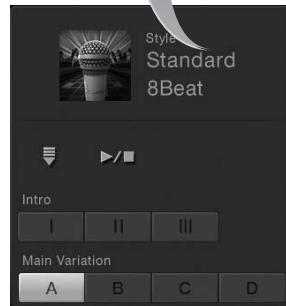 Style
Standard
8Beat
Intro
I II III
Main Variation
A B C D